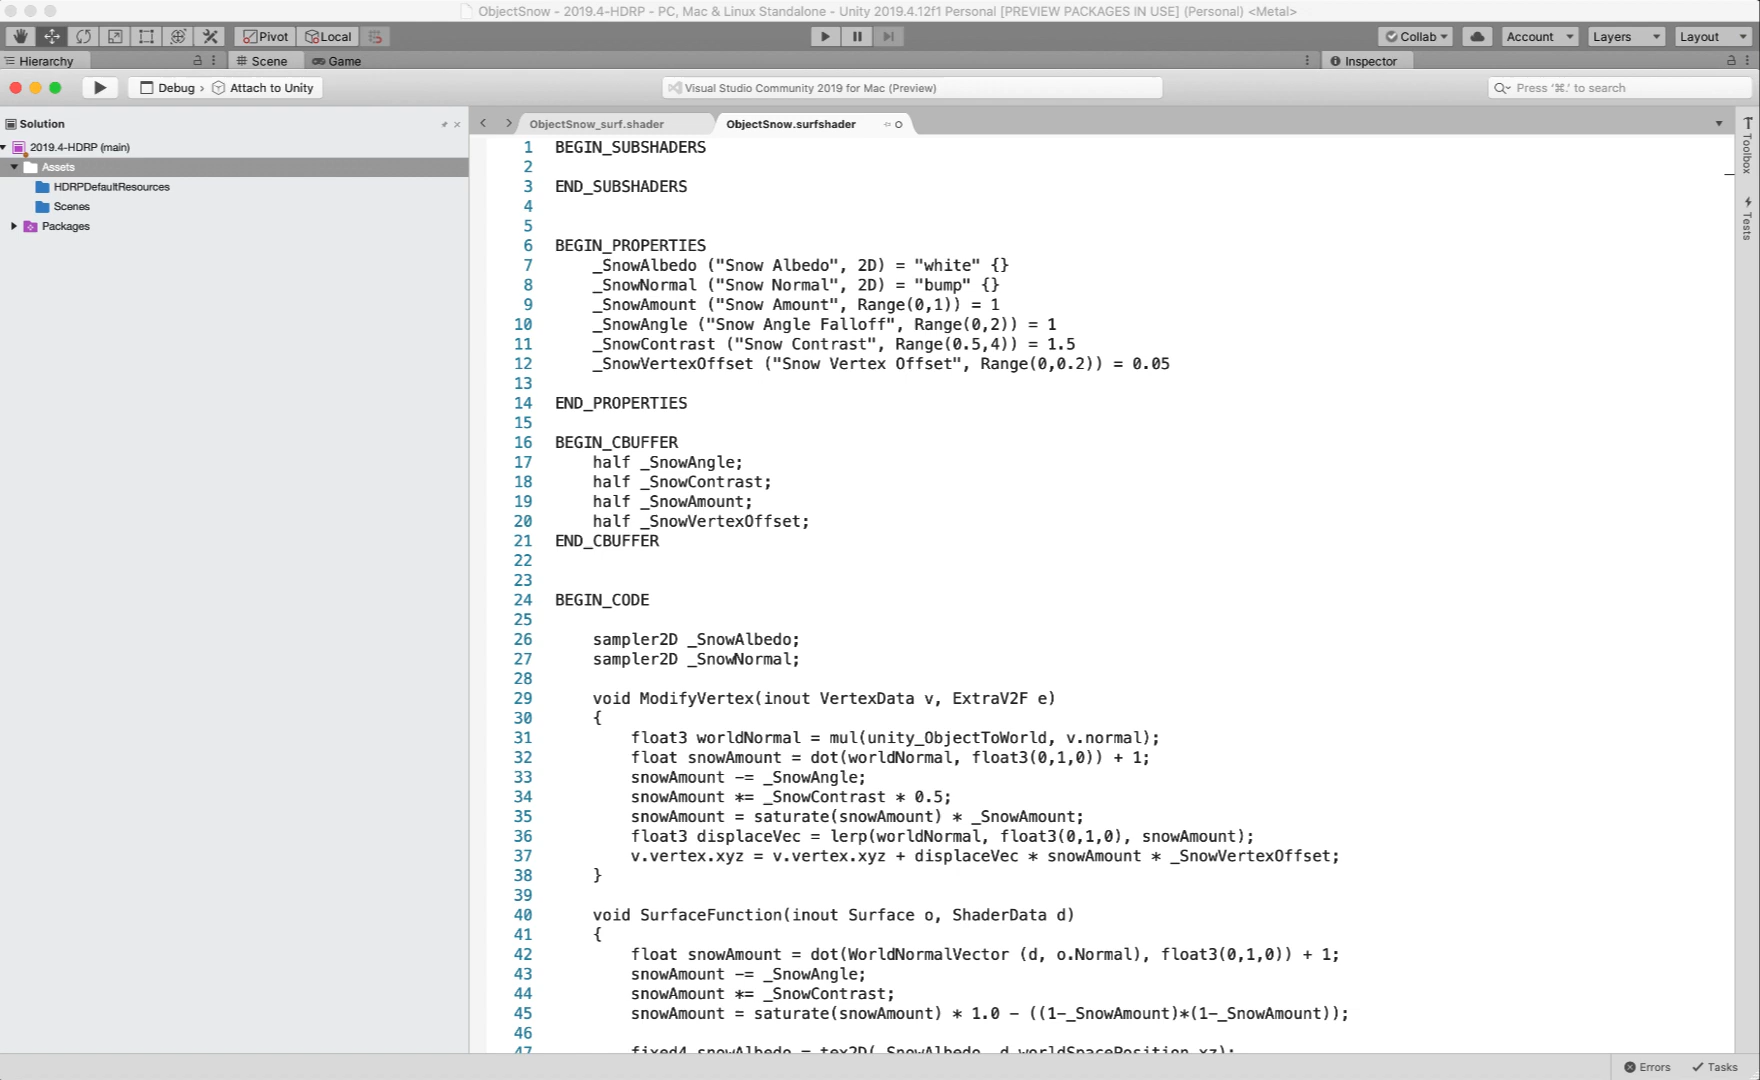 ObjectSnow - 2019.4-HDRP - PC, Mac & Linux Standalone - Unity 2019.4.12f1 Personal [PREVIEW PACKAGES IN USE] (Personal) <Metal>
Pivot Local Collab Account Layers Layout
Hierarchy Scene Game Inspector
Debug › Attach to Unity Visual Studio Community 2019 for Mac (Preview) Press '⌘.' to search
Solution ObjectSnow_surf.shader ObjectSnow.surfshader
2019.4-HDRP (main)
Assets
HDRPDefaultResources
Scenes
Packages
Toolbox
Tests
1 BEGIN_SUBSHADERS
2
3 END_SUBSHADERS
4
5
6 BEGIN_PROPERTIES
7 _SnowAlbedo ("Snow Albedo", 2D) = "white" {}
8 _SnowNormal ("Snow Normal", 2D) = "bump" {}
9 _SnowAmount ("Snow Amount", Range(0,1)) = 1
10 _SnowAngle ("Snow Angle Falloff", Range(0,2)) = 1
11 _SnowContrast ("Snow Contrast", Range(0.5,4)) = 1.5
12 _SnowVertexOffset ("Snow Vertex Offset", Range(0,0.2)) = 0.05
13
14 END_PROPERTIES
15
16 BEGIN_CBUFFER
17 half _SnowAngle;
18 half _SnowContrast;
19 half _SnowAmount;
20 half _SnowVertexOffset;
21 END_CBUFFER
22
23
24 BEGIN_CODE
25
26 sampler2D _SnowAlbedo;
27 sampler2D _SnowNormal;
28
29 void ModifyVertex(inout VertexData v, ExtraV2F e)
30 {
31 float3 worldNormal = mul(unity_ObjectToWorld, v.normal);
32 float snowAmount = dot(worldNormal, float3(0,1,0)) + 1;
33 snowAmount -= _SnowAngle;
34 snowAmount *= _SnowContrast * 0.5;
35 snowAmount = saturate(snowAmount) * _SnowAmount;
36 float3 displaceVec = lerp(worldNormal, float3(0,1,0), snowAmount);
37 v.vertex.xyz = v.vertex.xyz + displaceVec * snowAmount * _SnowVertexOffset;
38 }
39
40 void SurfaceFunction(inout Surface o, ShaderData d)
41 {
42 float snowAmount = dot(WorldNormalVector (d, o.Normal), float3(0,1,0)) + 1;
43 snowAmount -= _SnowAngle;
44 snowAmount *= _SnowContrast;
45 snowAmount = saturate(snowAmount) * 1.0 - ((1-_SnowAmount)*(1-_SnowAmount));
46
47 fixed4 snowAlbedo = tex2D(_SnowAlbedo, d.worldSpacePosition.xz);
Errors Tasks